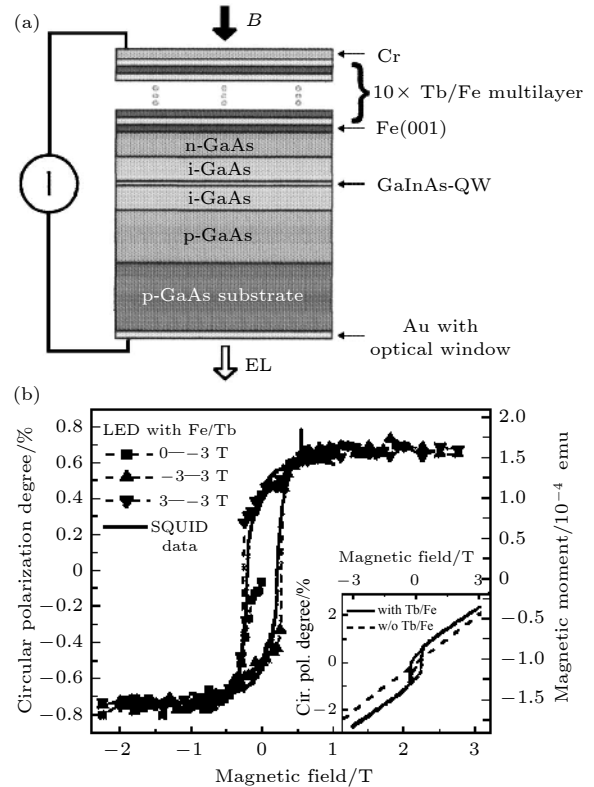 (a)
B
Cr
10× Tb/Fe multilayer
Fe(001)
n-GaAs
i-GaAs
GaInAs-QW
i-GaAs
p-GaAs
p-GaAs substrate
I
Au with
optical window
EL
(b)
Circular polarization degree/%
0.8
0.6
0.4
0.2
0
−0.2
−0.4
−0.6
−0.8
LED with Fe/Tb
0—−3 T
−3—3 T
3—−3 T
SQUID
data
2.0
1.5
1.0
0.5
0
−0.5
−1.0
−1.5
Magnetic moment/10⁻⁴ emu
Magnetic field/T
−3
0
3
Cir. pol. degree/%
2
0
−2
with Tb/Fe
w/o Tb/Fe
−2
−1
0
1
2
3
Magnetic field/T